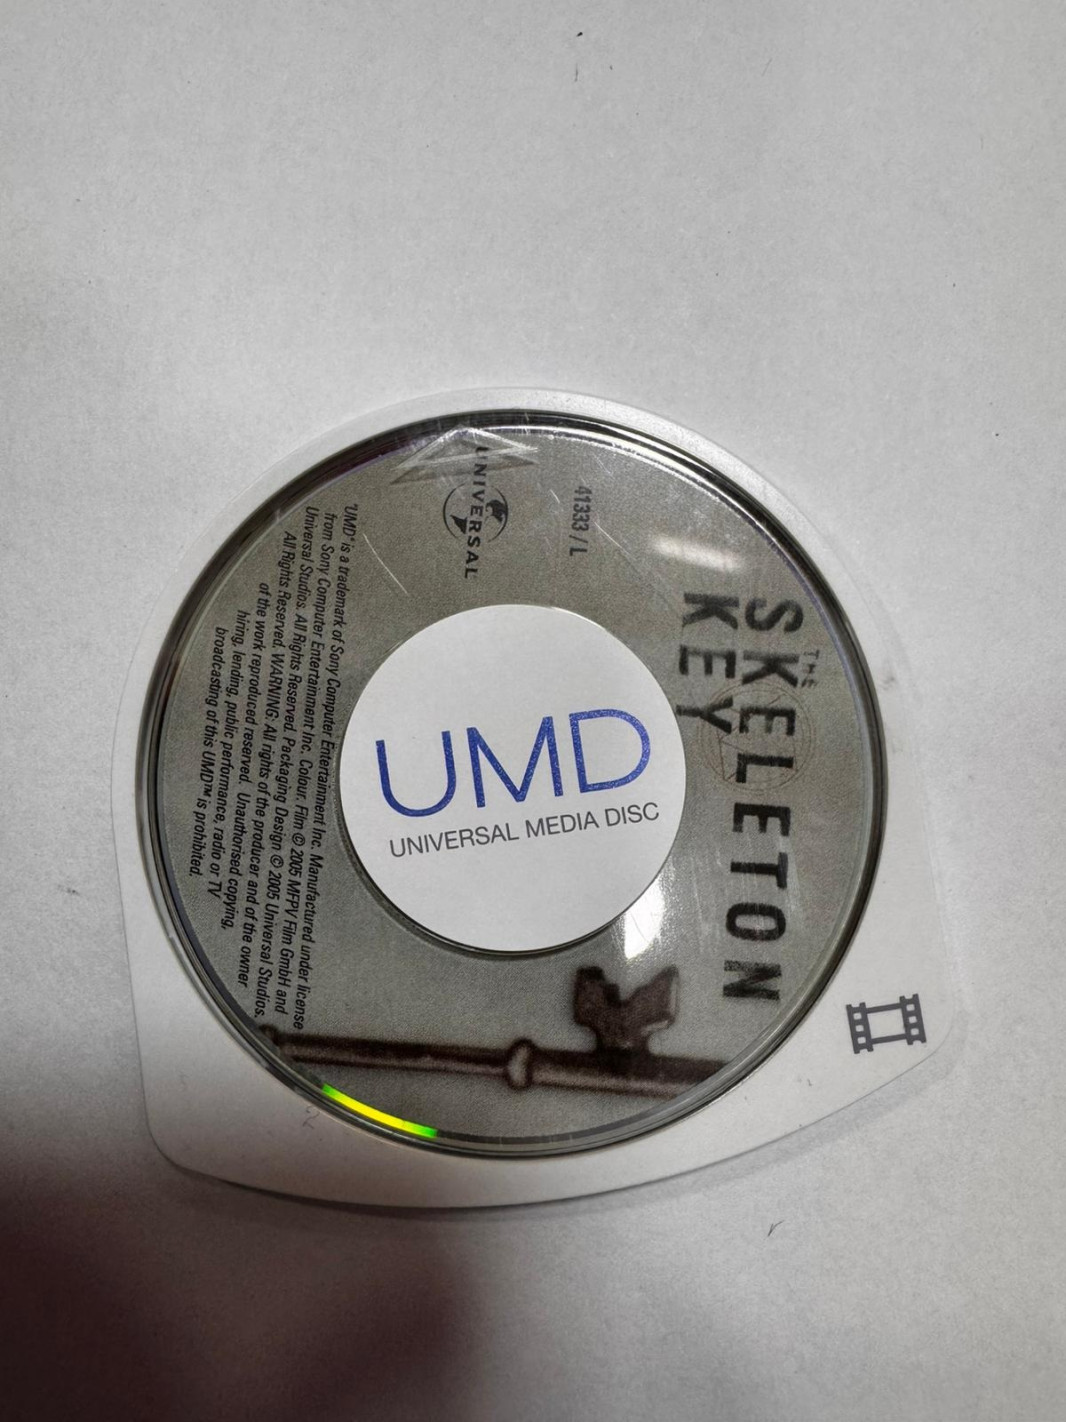 THE
SKELETON
KEY
41333 / L
UNIVERSAL
UMD
UNIVERSAL MEDIA DISC
"UMD" is a trademark of Sony Computer Entertainment Inc. Manufactured under license
from Sony Computer Entertainment Inc. Colour. Film © 2005 MFPV Film GmbH and
Universal Studios. All Rights Reserved. Packaging Design © 2005 Universal Studios.
All Rights Reserved. WARNING: All rights of the producer and of the owner
of the work reproduced reserved. Unauthorised copying,
hiring, lending, public performance, radio or TV
broadcasting of this UMD™ is prohibited.